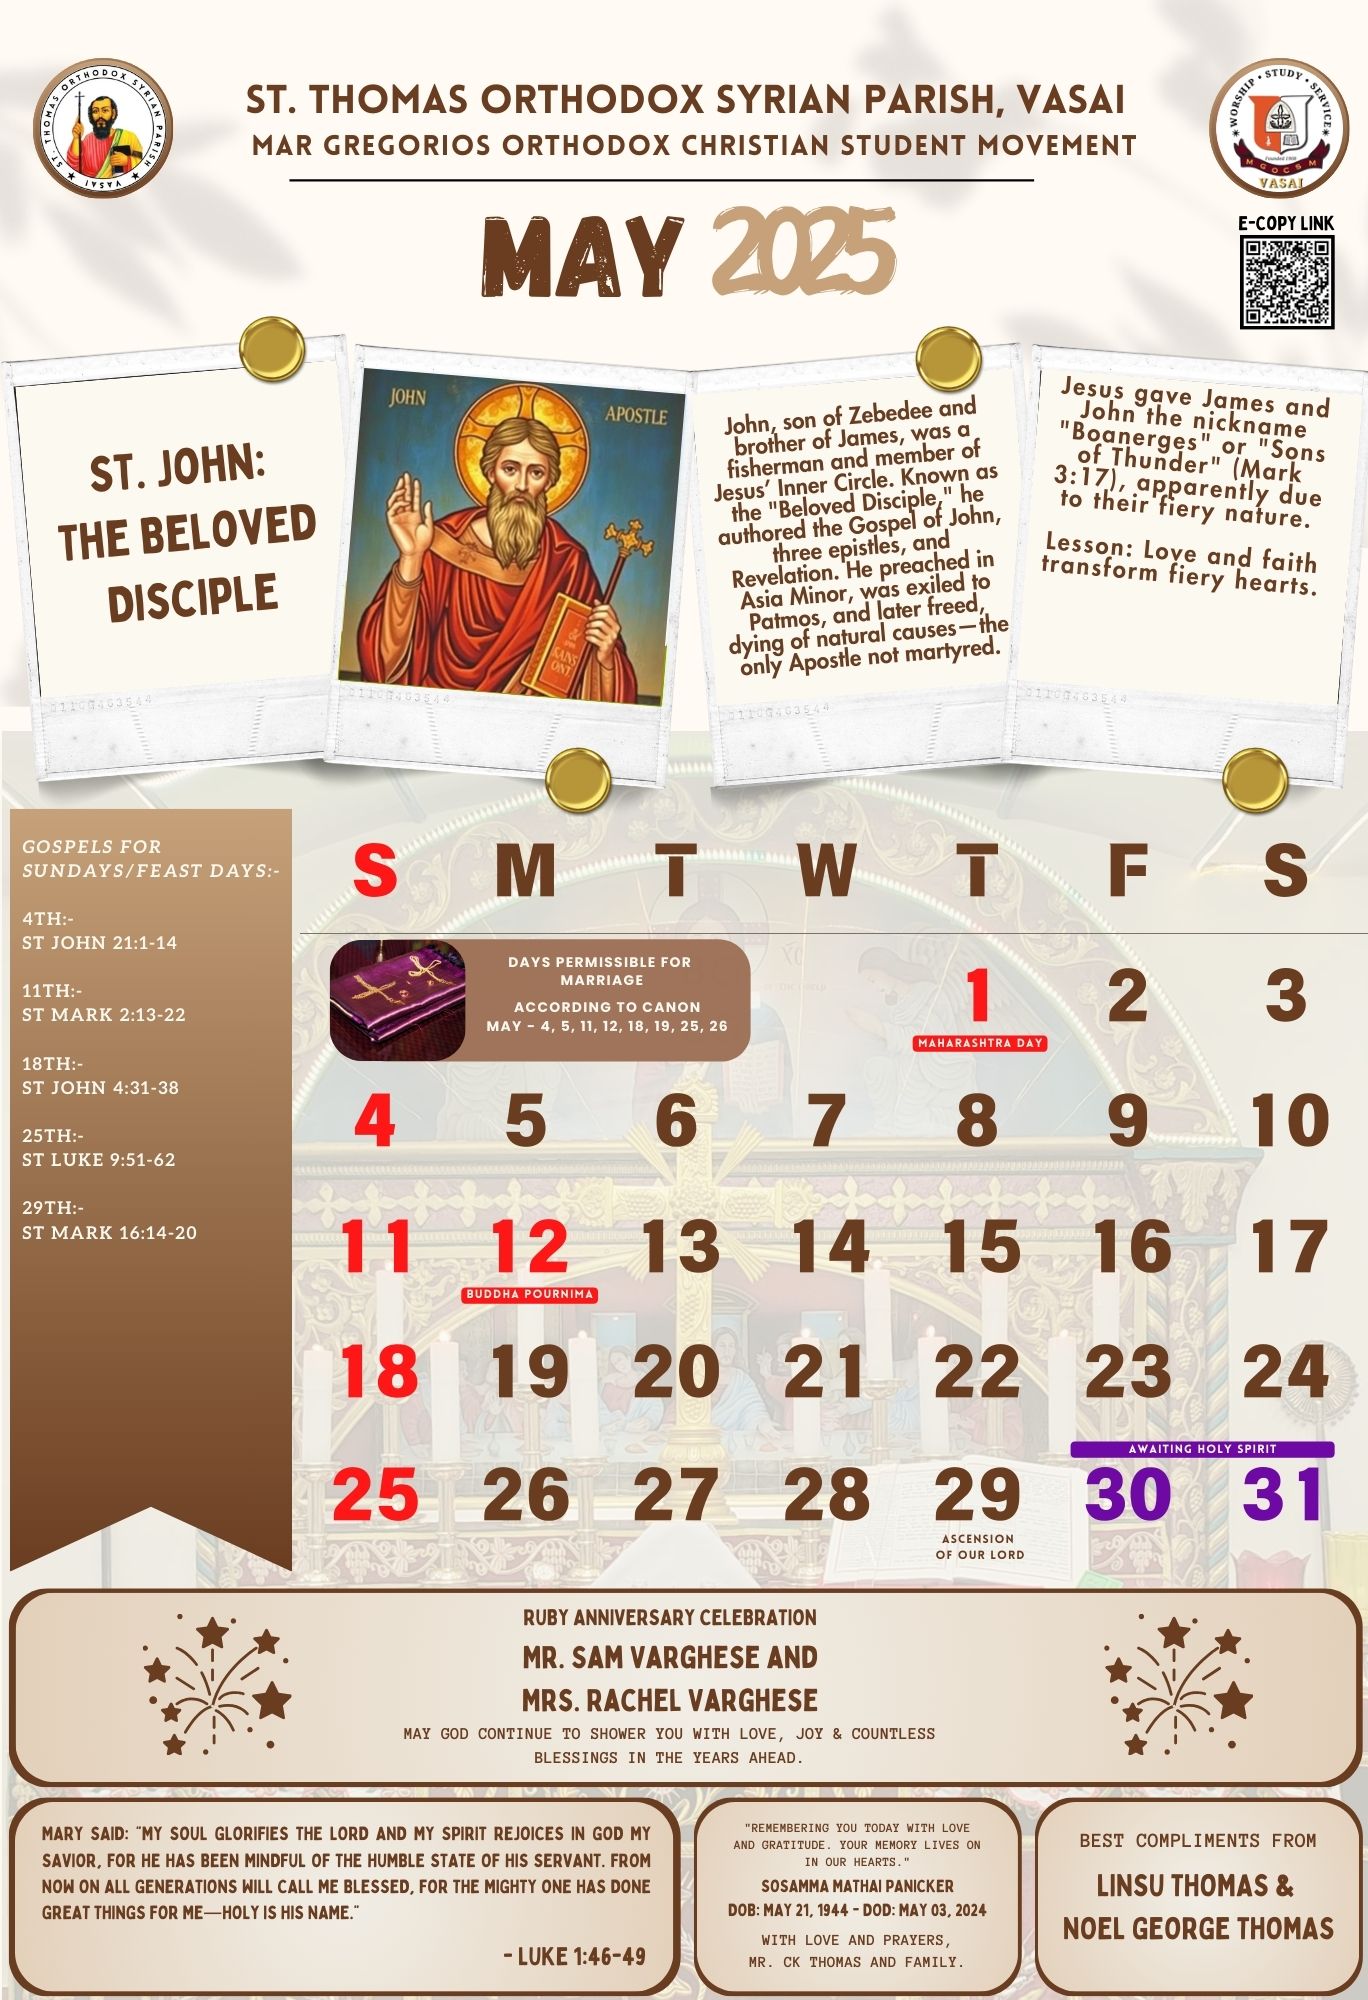 ST. THOMAS ORTHODOX SYRIAN PARISH
VASAI
ST. THOMAS ORTHODOX SYRIAN PARISH, VASAI
MAR GREGORIOS ORTHODOX CHRISTIAN STUDENT MOVEMENT
WORSHIP • STUDY • SERVICE
Founded 1908
MGOCSM
VASAI
MAY 2025
E-COPY LINK
ST. JOHN:
THE BELOVED
DISCIPLE
JOHN
APOSTLE
John, son of Zebedee and
brother of James, was a
fisherman and member of
Jesus’ Inner Circle. Known as
the "Beloved Disciple," he
authored the Gospel of John,
three epistles, and
Revelation. He preached in
Asia Minor, was exiled to
Patmos, and later freed,
dying of natural causes—the
only Apostle not martyred.
Jesus gave James and
John the nickname
"Boanerges" or "Sons
of Thunder" (Mark
3:17), apparently due
to their fiery nature.
Lesson: Love and faith
transform fiery hearts.
GOSPELS FOR
SUNDAYS/FEAST DAYS:-
4TH:-
ST JOHN 21:1-14
11TH:-
ST MARK 2:13-22
18TH:-
ST JOHN 4:31-38
25TH:-
ST LUKE 9:51-62
29TH:-
ST MARK 16:14-20
S M T W T F S
DAYS PERMISSIBLE FOR
MARRIAGE
ACCORDING TO CANON
MAY - 4, 5, 11, 12, 18, 19, 25, 26
1 2 3
MAHARASHTRA DAY
4 5 6 7 8 9 10
11 12 13 14 15 16 17
BUDDHA POURNIMA
18 19 20 21 22 23 24
AWAITING HOLY SPIRIT
25 26 27 28 29 30 31
ASCENSION
OF OUR LORD
RUBY ANNIVERSARY CELEBRATION
MR. SAM VARGHESE AND
MRS. RACHEL VARGHESE
MAY GOD CONTINUE TO SHOWER YOU WITH LOVE, JOY & COUNTLESS
BLESSINGS IN THE YEARS AHEAD.
MARY SAID: "MY SOUL GLORIFIES THE LORD AND MY SPIRIT REJOICES IN GOD MY
SAVIOR, FOR HE HAS BEEN MINDFUL OF THE HUMBLE STATE OF HIS SERVANT. FROM
NOW ON ALL GENERATIONS WILL CALL ME BLESSED, FOR THE MIGHTY ONE HAS DONE
GREAT THINGS FOR ME—HOLY IS HIS NAME."
- LUKE 1:46-49
"REMEMBERING YOU TODAY WITH LOVE
AND GRATITUDE. YOUR MEMORY LIVES ON
IN OUR HEARTS."
SOSAMMA MATHAI PANICKER
DOB: MAY 21, 1944 - DOD: MAY 03, 2024
WITH LOVE AND PRAYERS,
MR. CK THOMAS AND FAMILY.
BEST COMPLIMENTS FROM
LINSU THOMAS &
NOEL GEORGE THOMAS